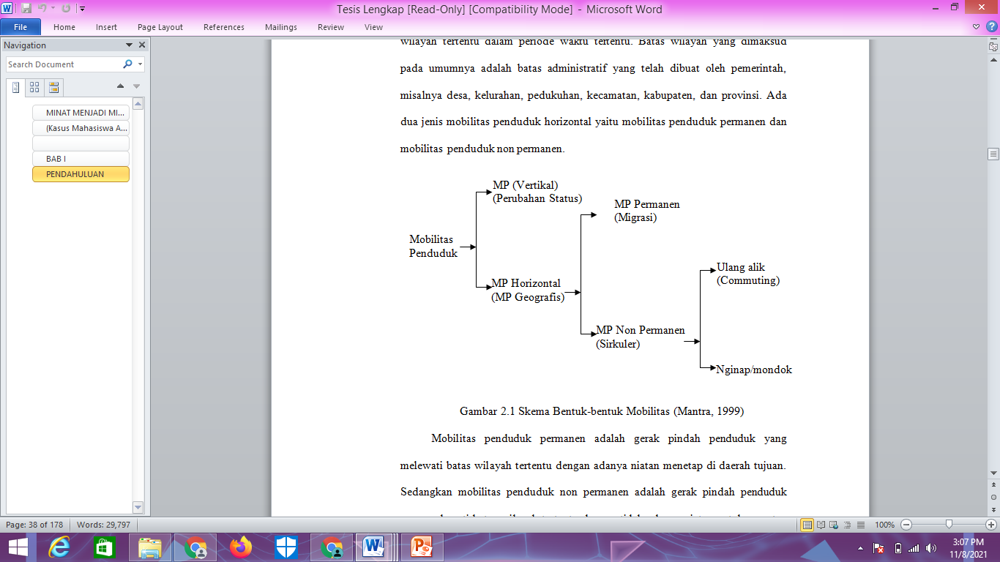 Tesis Lengkap [Read-Only] [Compatibility Mode] - Microsoft Word
File Home Insert Page Layout References Mailings Review View
Navigation
Search Document
MINAT MENJADI MI...
(Kasus Mahasiswa A...
BAB I
PENDAHULUAN
wilayah tertentu dalam periode waktu tertentu. Batas wilayah yang dimaksud
pada umumnya adalah batas administratif yang telah dibuat oleh pemerintah,
misalnya desa, kelurahan, pedukuhan, kecamatan, kabupaten, dan provinsi. Ada
dua jenis mobilitas penduduk horizontal yaitu mobilitas penduduk permanen dan
mobilitas penduduk non permanen.
MP (Vertikal)
(Perubahan Status)
MP Permanen
(Migrasi)
Mobilitas
Penduduk
Ulang alik
(Commuting)
MP Horizontal
(MP Geografis)
MP Non Permanen
(Sirkuler)
Nginap/mondok
Gambar 2.1 Skema Bentuk-bentuk Mobilitas (Mantra, 1999)
Mobilitas penduduk permanen adalah gerak pindah penduduk yang
melewati batas wilayah tertentu dengan adanya niatan menetap di daerah tujuan.
Sedangkan mobilitas penduduk non permanen adalah gerak pindah penduduk
Page: 38 of 178 Words: 29,797 100%
3:07 PM
11/8/2021